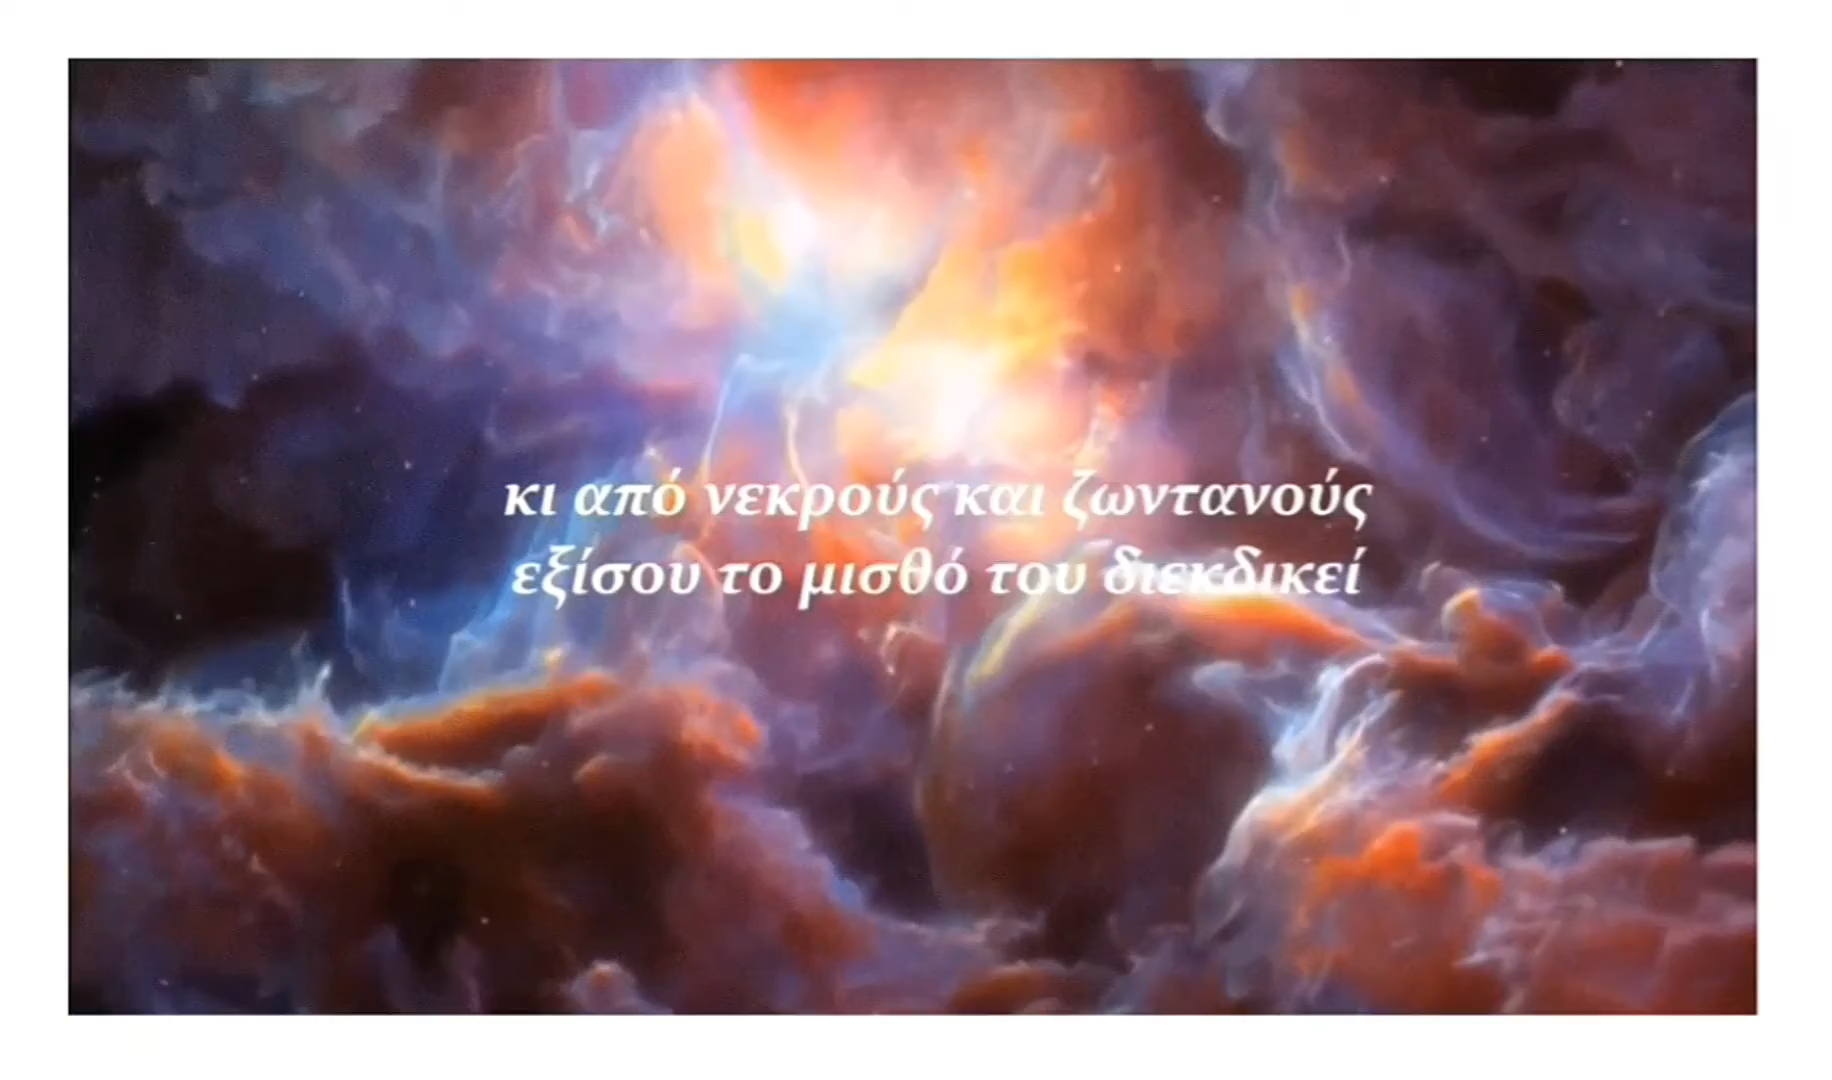 κι από νεκρούς και ζωντανούς
εξίσου το μισθό του διεκδικεί